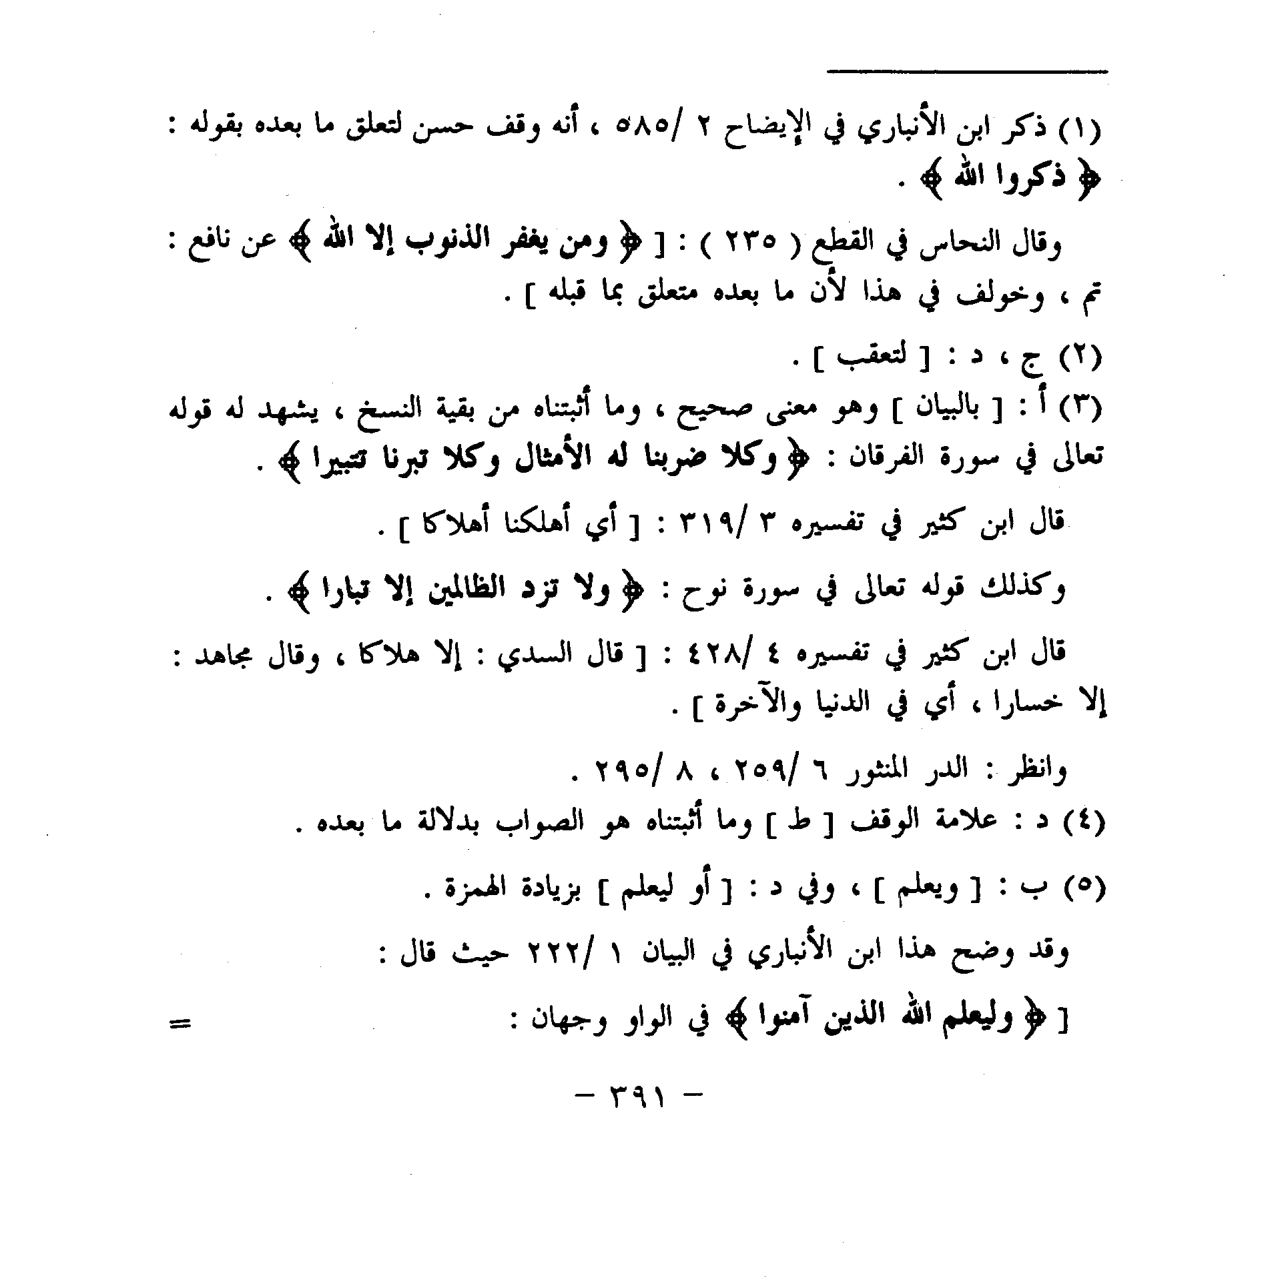 (١) ذكر ابن الأنباري في الإيضاح ٢ /٥٨٥ ، أنه وقف حسن لتعلق ما بعده بقوله :
﴿ ذكروا الله ﴾ .
وقال النحاس في القطع ( ٢٣٥ ) : [ ﴿ ومن يغفر الذنوب إلا الله ﴾ عن نافع :
تم ، وخولف في هذا لأن ما بعده متعلق بما قبله ] .
(٢) ج ، د : [ لتعقب ] .
(٣) أ : [ بالبيان ] وهو معنى صحيح ، وما أثبتناه من بقية النسخ ، يشهد له قوله
تعالى في سورة الفرقان : ﴿ وكلا ضربنا له الأمثال وكلا تبرنا تتبيرا ﴾ .
قال ابن كثير في تفسيره ٣ /٣١٩ : [ أي أهلكنا أهلاكا ] .
وكذلك قوله تعالى في سورة نوح : ﴿ ولا تزد الظالمين إلا تبارا ﴾ .
قال ابن كثير في تفسيره ٤ /٤٢٨ : [ قال السدي : إلا هلاكا ، وقال مجاهد :
إلا خسارا ، أي في الدنيا والآخرة ] .
وانظر : الدر المنثور ٦ /٢٥٩ ، ٨ /٢٩٥ .
(٤) د : علامة الوقف [ ط ] وما أثبتناه هو الصواب بدلالة ما بعده .
(٥) ب : [ ويعلم ] ، وفي د : [ أو ليعلم ] بزيادة الهمزة .
وقد وضح هذا ابن الأنباري في البيان ١ /٢٢٢ حيث قال :
[ ﴿ وليعلم الله الذين آمنوا ﴾ في الواو وجهان : =
– ٣٩١ –